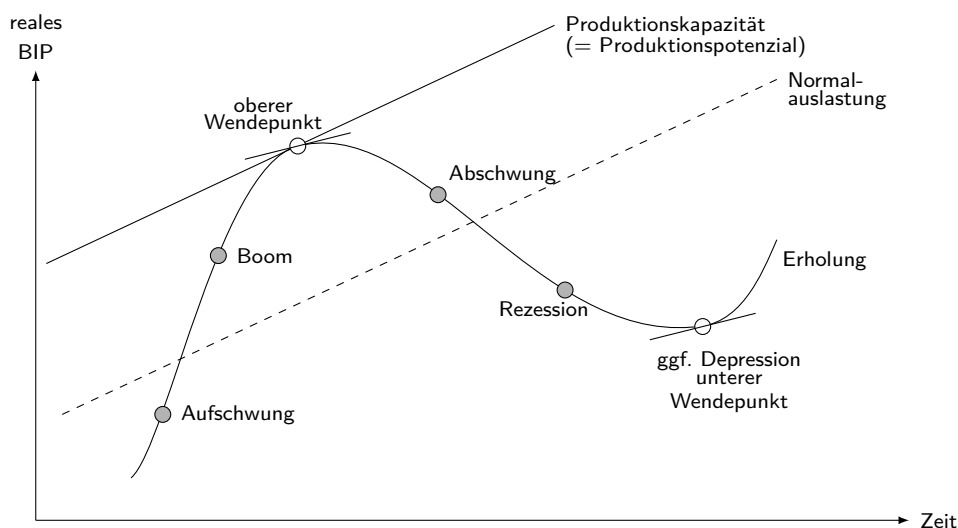 reales
BIP
Produktionskapazität
(= Produktionspotenzial)
Normal-
auslastung
oberer
Wendepunkt
Abschwung
Boom
Erholung
Rezession
ggf. Depression
unterer
Wendepunkt
Aufschwung
Zeit